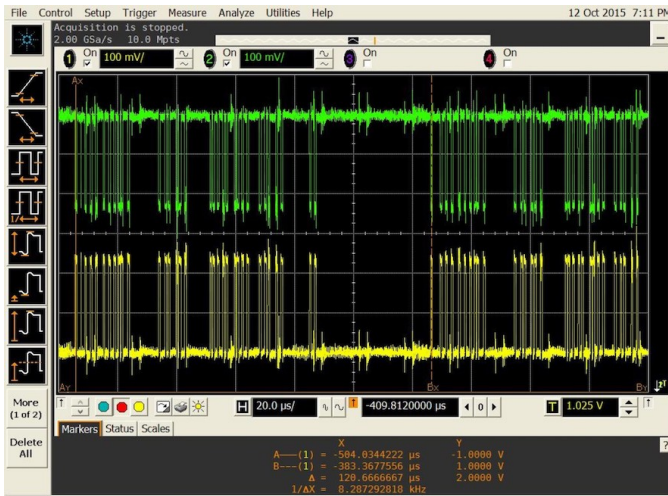 File Control Setup Trigger Measure Analyze Utilities Help 12 Oct 2015 7:11 PM
Acquisition is stopped.
2.00 GSa/s 10.0 Mpts
1 On 100 mV/ 2 On 100 mV/ 3 On 4 On
Ax
Ay Bx By
H 20.0 µs/ -409.8120000 µs 0 T 1.025 V
More
(1 of 2)
Delete
All
Markers Status Scales
X Y
A——(1) = -504.0344222 µs -1.0000 V
B---(1) = -383.3677556 µs 1.0000 V
Δ = 120.6666667 µs 2.0000 V
1/ΔX = 8.287292818 kHz
?